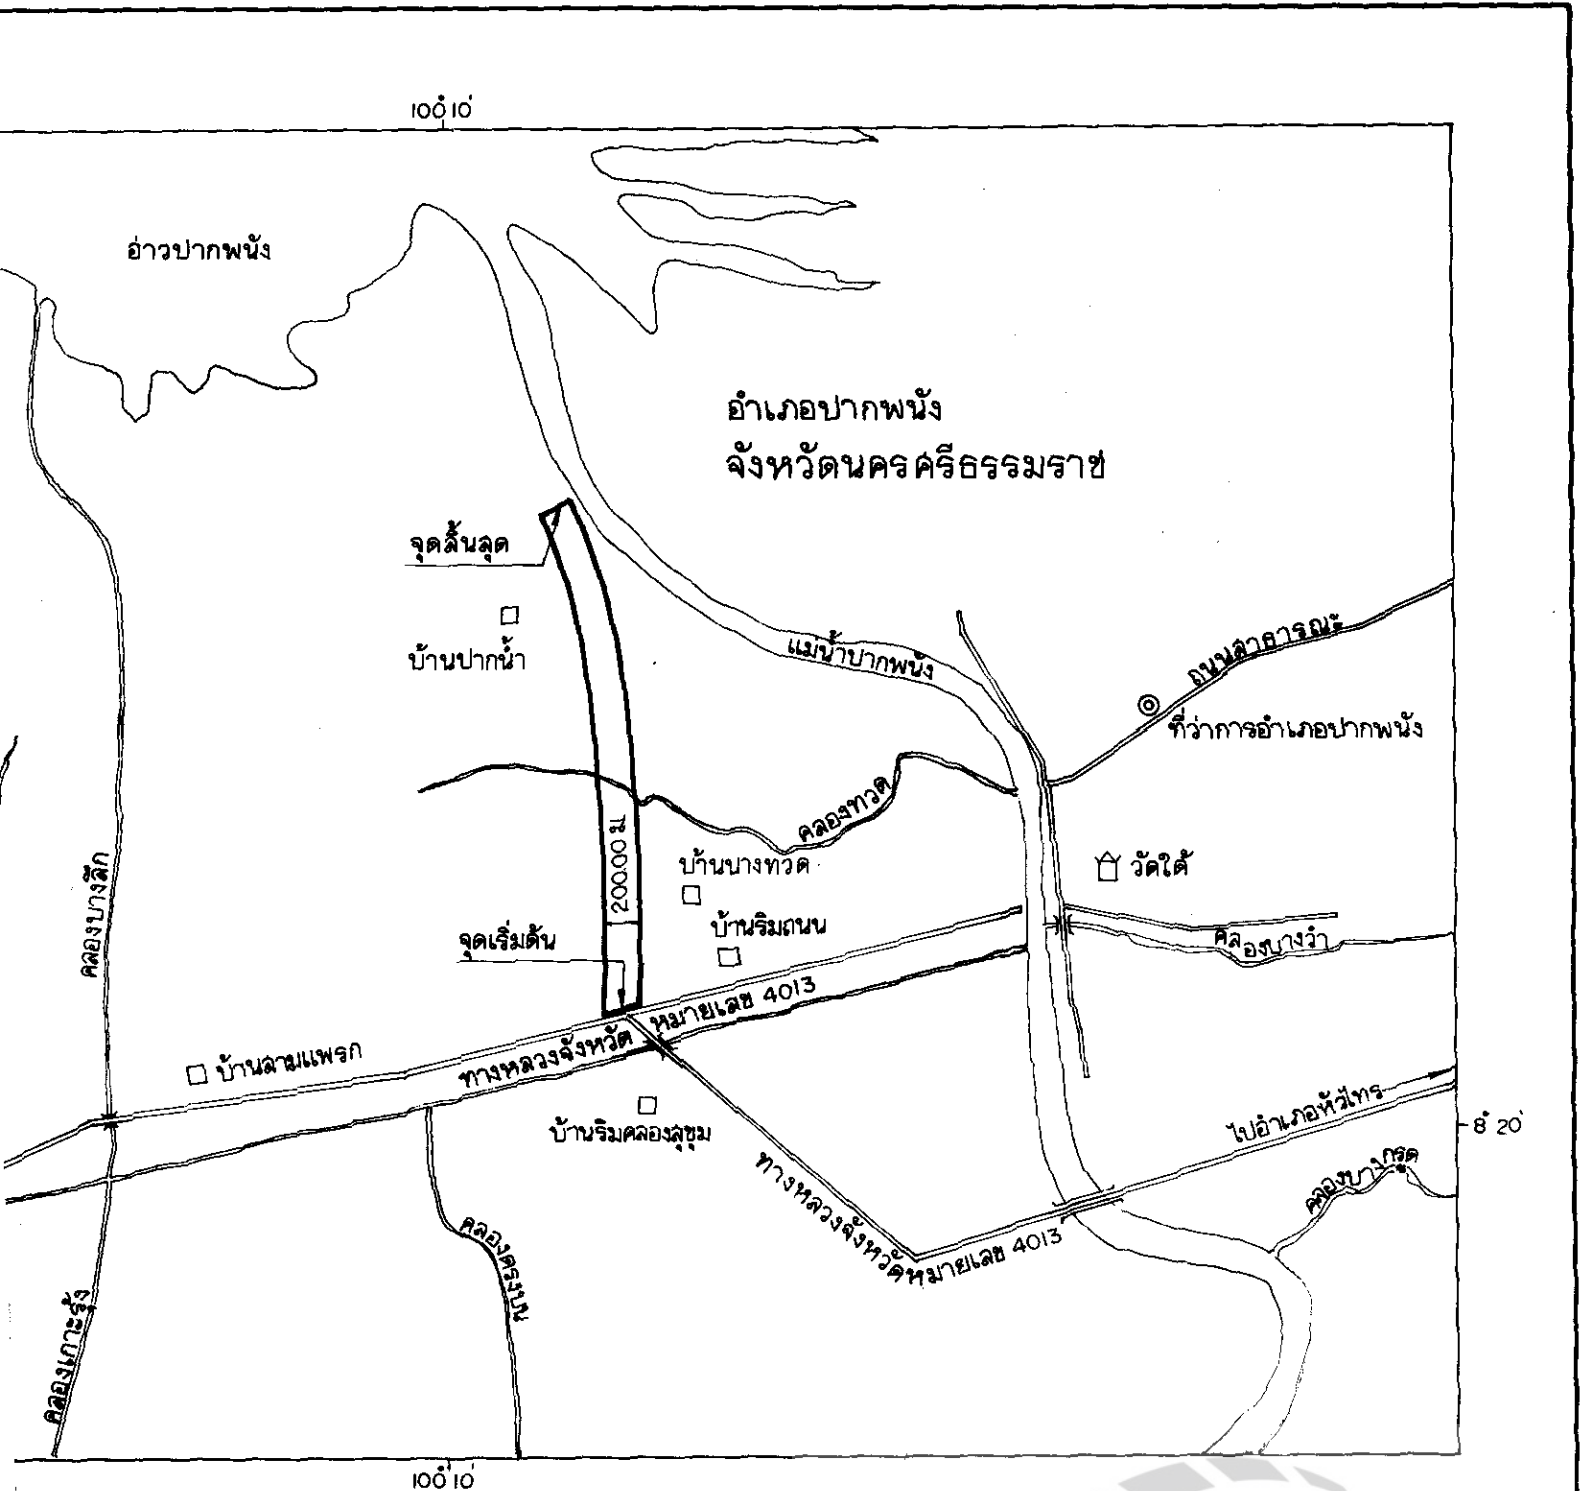 100° 10'
อ่าวปากพนัง
อำเภอปากพนัง
จังหวัดนครศรีธรรมราช
จุดสิ้นสุด
บ้านปากน้ำ
แม่น้ำปากพนัง
ถนนสาธารณะ
ที่ว่าการอำเภอปากพนัง
คลองทวด
200.00 ม
บ้านบางทวด
วัดใต้
คลองบางลึก
จุดเริ่มต้น
บ้านริมถนน
คลองบางวำ
ทางหลวงจังหวัด หมายเลข 4013
บ้านสามแพรก
บ้านริมคลองสุขุม
ไปอำเภอหัวไทร
8° 20'
ทางหลวงจังหวัดหมายเลข 4013
คลองบางกรูด
คลองตรงบน
คลองเกาะรุ้ง
100° 10'